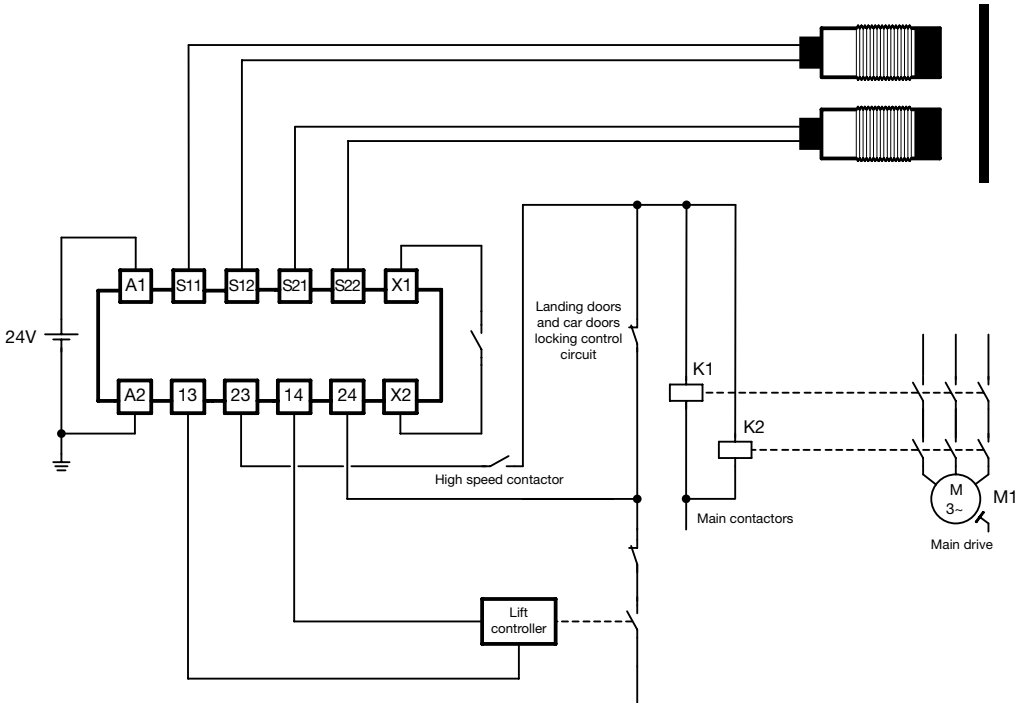 A1
S11
S12
S21
S22
X1
24V
Landing doors
and car doors
locking control
circuit
K1
A2
13
23
14
24
X2
K2
High speed contactor
Main contactors
M
3~
M1
Main drive
Lift
controller